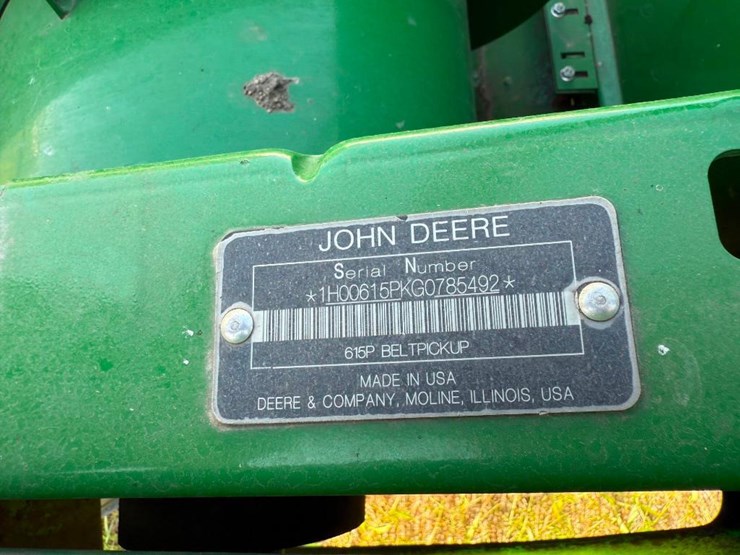 JOHN DEERE
Serial Number
*1H00615PKG0785492*
615P BELTPICKUP
MADE IN USA
DEERE & COMPANY, MOLINE, ILLINOIS, USA